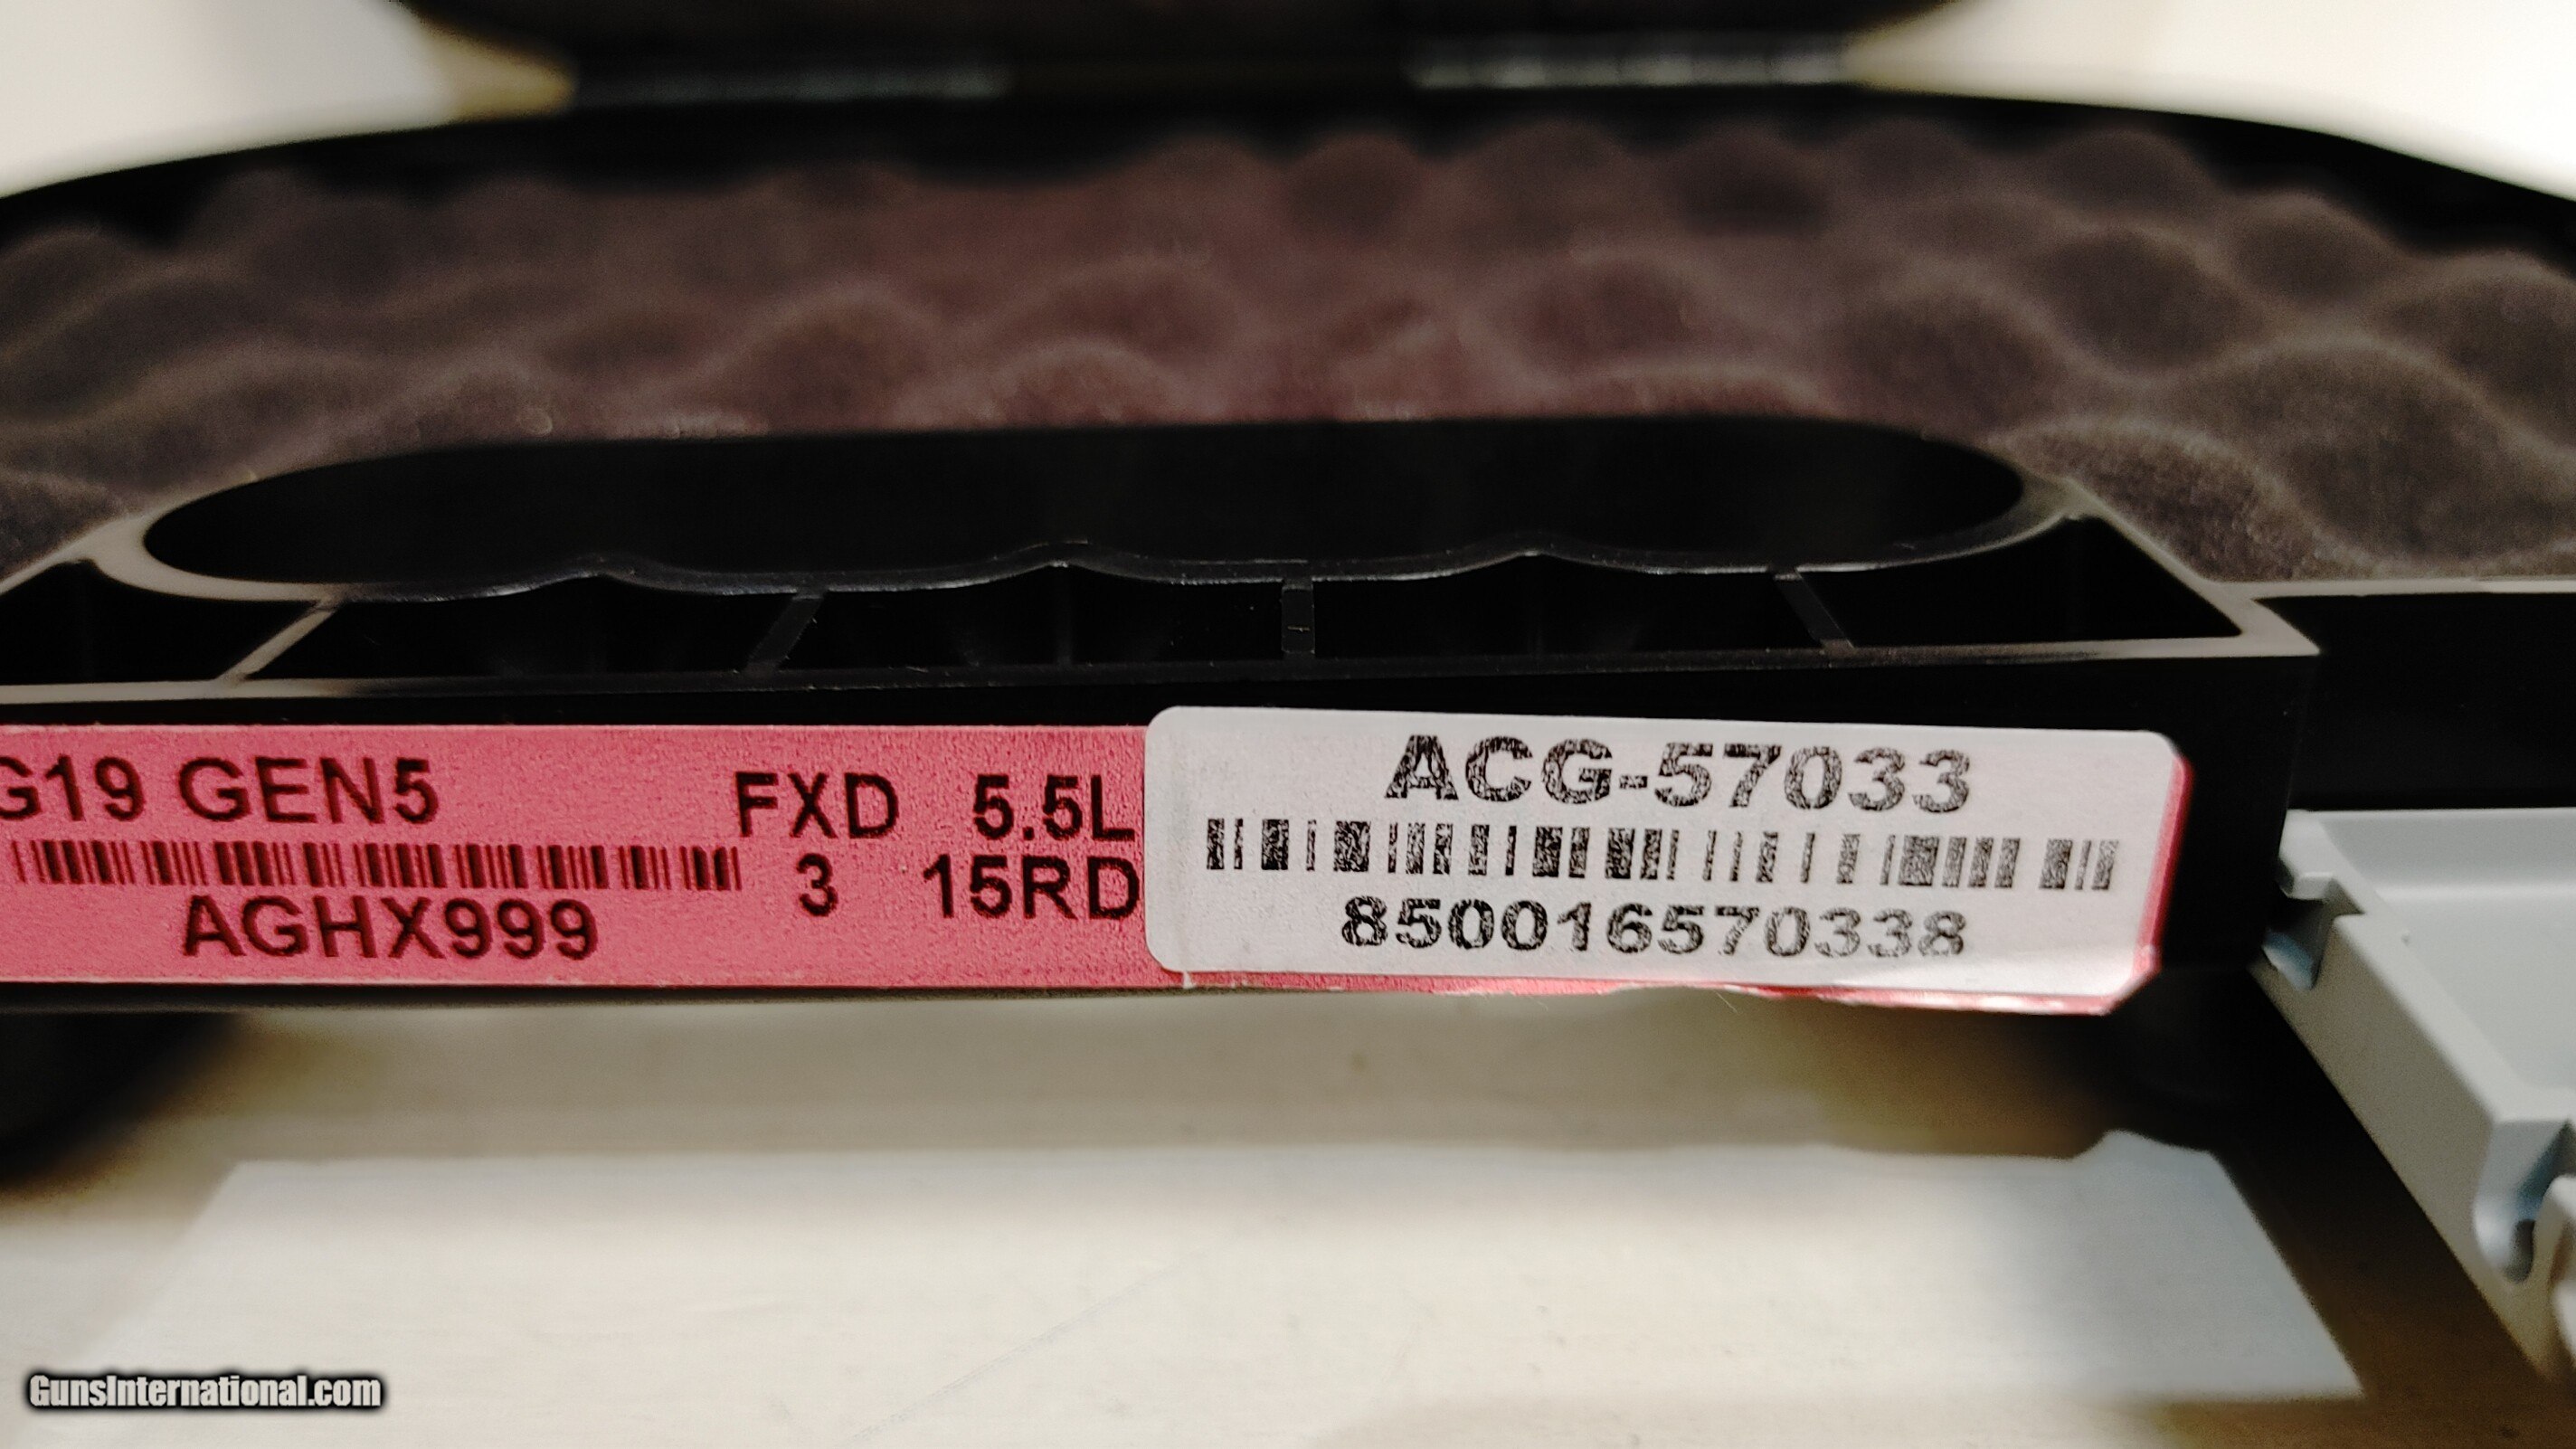 G19 GEN5 FXD 5.5L
3 15RD
AGHX999
ACG-57033
850016570338
GunsInternational.com